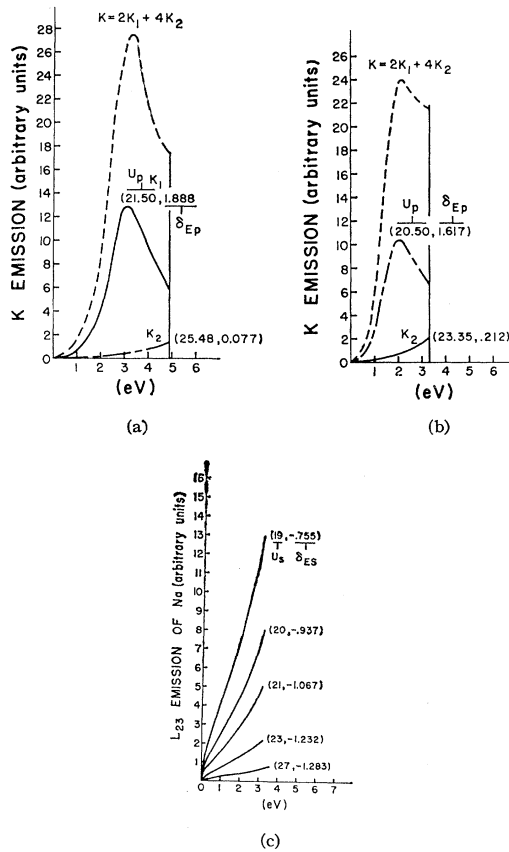 K=2K₁+4K₂
K EMISSION (arbitrary units)
28
26
24
22
20
18
16
14
12
10
8
6
4
2
0
Up K₁
(21.50, 1.888
δEp
K₂
(25.48, 0.077)
1 2 3 4 5 6
(eV)
(a)
K=2K₁+4K₂
K EMISSION (arbitrary units)
28
26
24
22
20
18
16
14
12
10
8
6
4
2
0
Up δEp
(20.50, 1.617)
K₂
(23.35, .212)
0 1 2 3 4 5 6
(eV)
(b)
L₂₃ EMISSION OF Na (arbitrary units)
15
14
13
12
11
10
9
8
7
6
5
4
3
2
1
(19,-.755)
Us δES
(20,-.937)
(21,-1.067)
(23,-1.232)
(27,-1.283)
0 1 2 3 4 5 6 7
(eV)
(c)